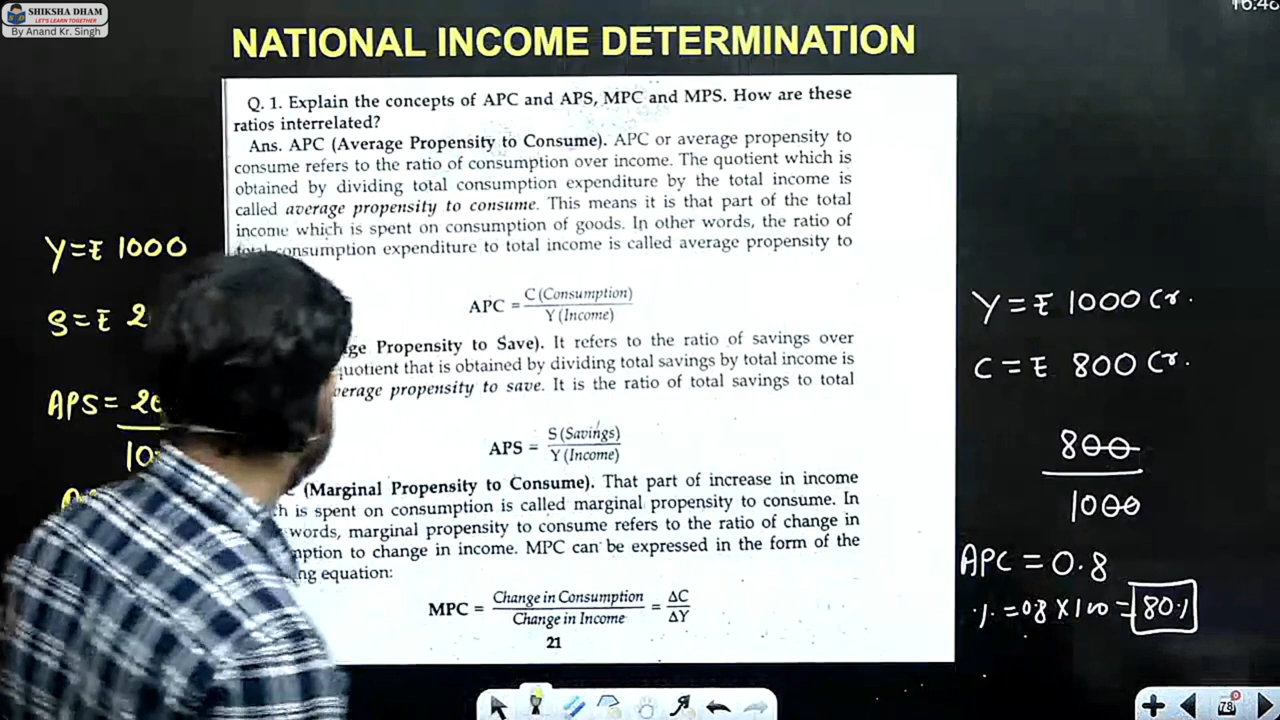 SHIKSHA DHAM
LET'S LEARN TOGETHER
By Anand Kr. Singh
16:48
NATIONAL INCOME DETERMINATION
Q. 1. Explain the concepts of APC and APS, MPC and MPS. How are these
ratios interrelated?
Ans. APC (Average Propensity to Consume). APC or average propensity to
consume refers to the ratio of consumption over income. The quotient which is
obtained by dividing total consumption expenditure by the total income is
called average propensity to consume. This means it is that part of the total
income which is spent on consumption of goods. In other words, the ratio of
total consumption expenditure to total income is called average propensity to
APC = C (Consumption) / Y (Income)
Propensity to Save). It refers to the ratio of savings over
quotient that is obtained by dividing total savings by total income is
propensity to save. It is the ratio of total savings to total
APS = S (Savings) / Y (Income)
(Marginal Propensity to Consume). That part of increase in income
is spent on consumption is called marginal propensity to consume. In
words, marginal propensity to consume refers to the ratio of change in
to change in income. MPC can be expressed in the form of the
equation:
MPC = Change in Consumption / Change in Income = ΔC / ΔY
21
Y = ₹ 1000
S = ₹ 2
APS =
Y = ₹ 1000 Cr.
C = ₹ 800 Cr.
800
1000
APC = 0.8
% = 0.8 × 100 = 80%
78